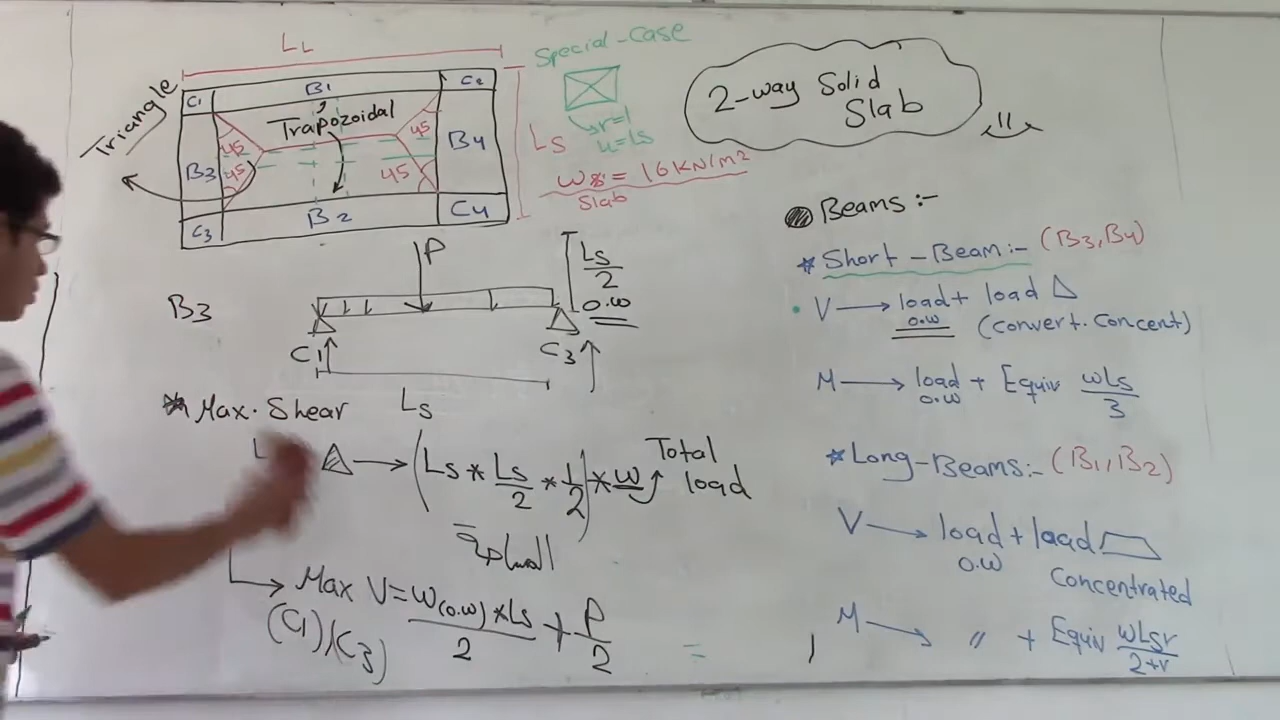 L_L
Special-Case
r=1
u=Ls
2-way Solid
Slab
C1
B1
C2
Trapozoidal
Triangle
45
45
45
45
B3
B4
Ls
B2
C3
C4
w_s = 16 KN/m2
Slab
B3
P
Ls/2
o.w
C1
C3
Ls
* Max. Shear
L
△ → (Ls * Ls/2 * 1/2) * w
Total
load
Max V = w(o.w) * Ls / 2 + P/2
(C1)(C3)
=
Beams:-
* Short-Beam:- (B3, B4)
V → load + load △
o.w (convert. Concent)
M → load + Equiv wLs/3
o.w
* Long-Beams:- (B1, B2)
V → load + load
o.w Concentrated
M → " + Equiv wLsr/2+r